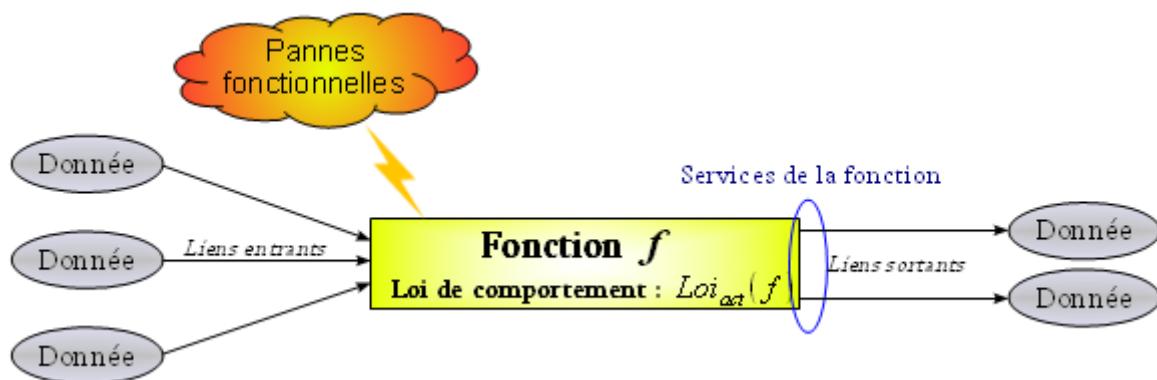 Pannes
fonctionnelles
Donnée
Services de la fonction
Donnée
Fonction f
Donnée
Liens entrants
Liens sortants
Loi de comportement : Loi_act(f)
Donnée
Donnée